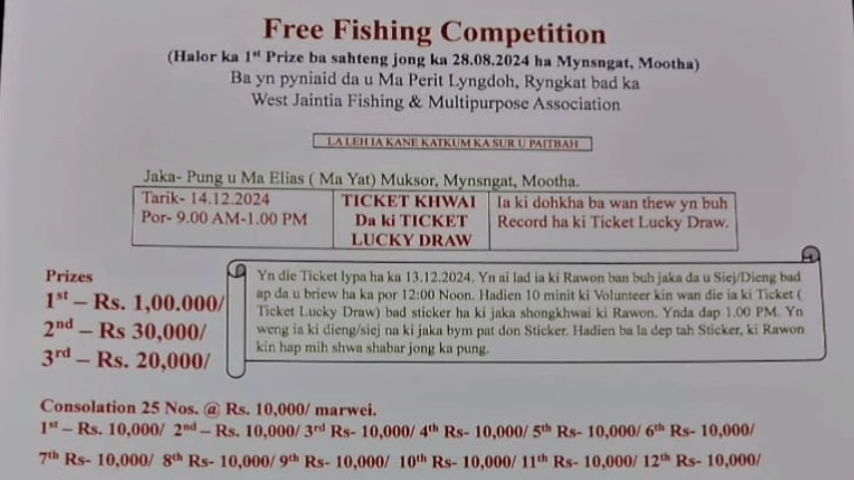 Free Fishing Competition
(Halor ka 1st Prize ba sahteng jong ka 28.08.2024 ha Mynsngat, Mootha)
Ba yn pyniaid da u Ma Perit Lyngdoh, Ryngkat bad ka
West Jaintia Fishing & Multipurpose Association
LA LEH IA KANE KATKUM KA SUR U PAITBAH
Jaka- Pung u Ma Elias ( Ma Yat) Muksor, Mynsngat, Mootha.
Tarik- 14.12.2024
Por- 9.00 AM-1.00 PM
TICKET KHWAI
Da ki TICKET
LUCKY DRAW
Ia ki dohkha ba wan thew yn buh
Record ha ki Ticket Lucky Draw.
Prizes
1st – Rs. 1,00.000/
2nd – Rs 30,000/
3rd – Rs. 20,000/
Yn die Ticket lypa ha ka 13.12.2024. Yn ai lad ia ki Rawon ban buh jaka da u Siej/Dieng bad
ap da u briew ha ka por 12:00 Noon. Hadien 10 minit ki Volunteer kin wan die ia ki Ticket (
Ticket Lucky Draw) bad sticker ha ki jaka shongkhwai ki Rawon. Ynda dap 1.00 PM. Yn
weng ia ki dieng/siej na ki jaka bym pat don Sticker. Hadien ba la dep tah Sticker, ki Rawon
kin hap mih shwa shabar jong ka pung.
Consolation 25 Nos. @ Rs. 10,000/ marwei.
1st – Rs. 10,000/ 2nd – Rs. 10,000/ 3rd Rs- 10,000/ 4th Rs- 10,000/ 5th Rs- 10,000/ 6th Rs- 10,000/
7th Rs- 10,000/ 8th Rs- 10,000/ 9th Rs- 10,000/ 10th Rs- 10,000/ 11th Rs- 10,000/ 12th Rs- 10,000/